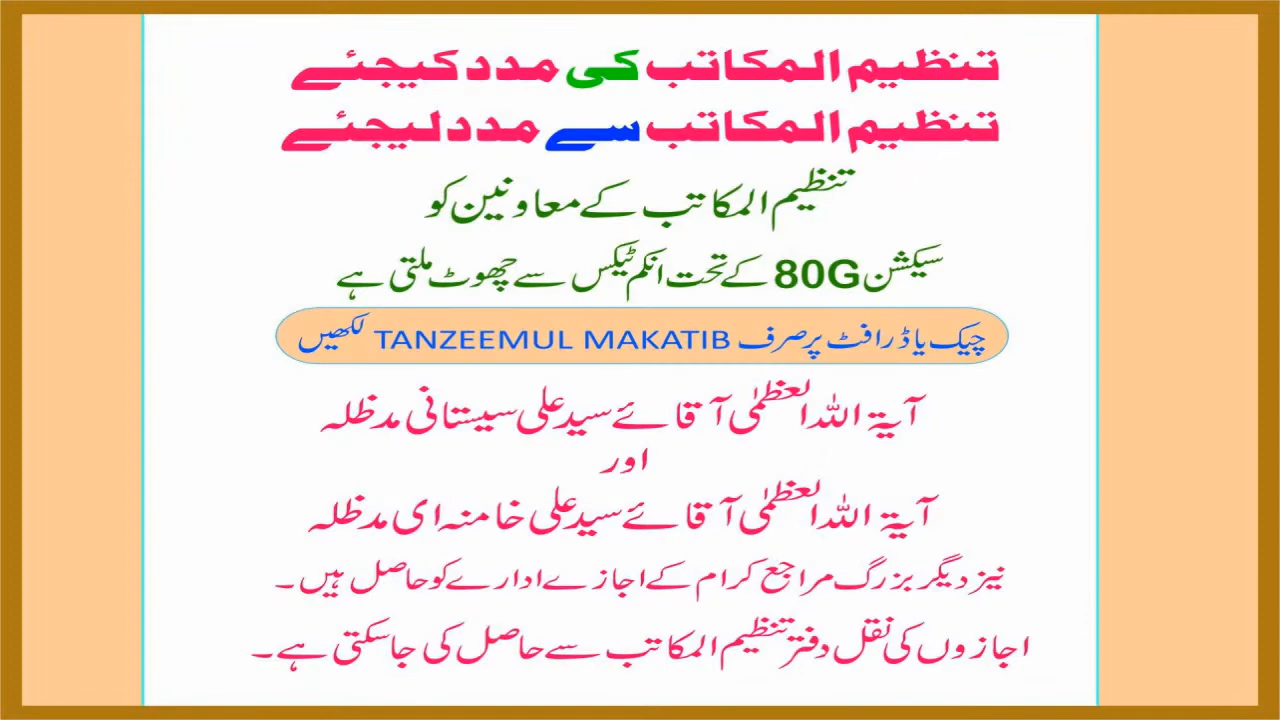 تنظیم المکاتب کی مدد کیجئے
تنظیم المکاتب سے مدد لیجئے
تنظیم المکاتب کے معاونین کو
سیکشن 80G کے تحت انکم ٹیکس سے چھوٹ ملتی ہے
چیک یا ڈرافٹ پر صرف TANZEEMUL MAKATIB لکھیں
آیۃ اللہ العظمٰی آقائے سید علی سیستانی مدظلہ
اور
آیۃ اللہ العظمٰی آقائے سید علی خامنہ ای مدظلہ
نیز دیگر بزرگ مراجع کرام کے اجازے ادارے کو حاصل ہیں۔
اجازوں کی نقل دفتر تنظیم المکاتب سے حاصل کی جاسکتی ہے۔